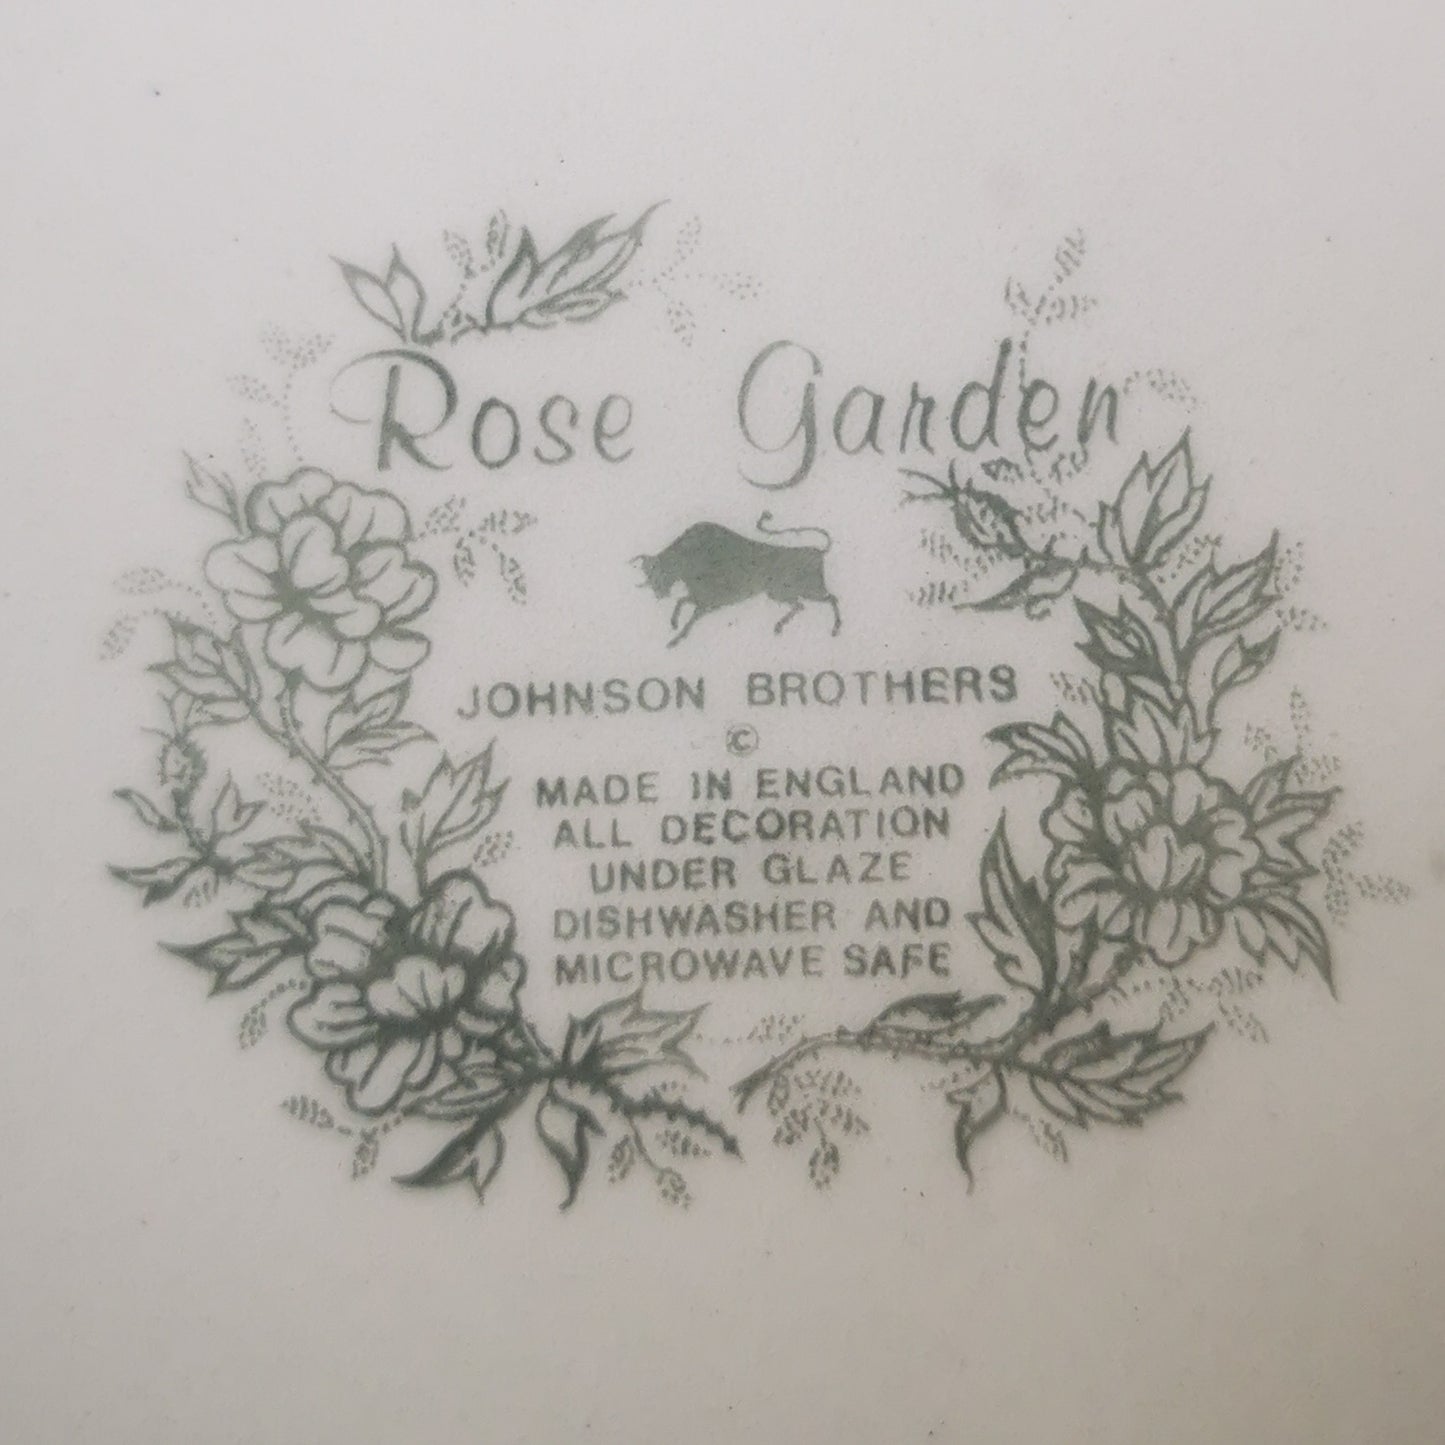 Rose Garden
JOHNSON BROTHERS
©
MADE IN ENGLAND
ALL DECORATION
UNDER GLAZE
DISHWASHER AND
MICROWAVE SAFE